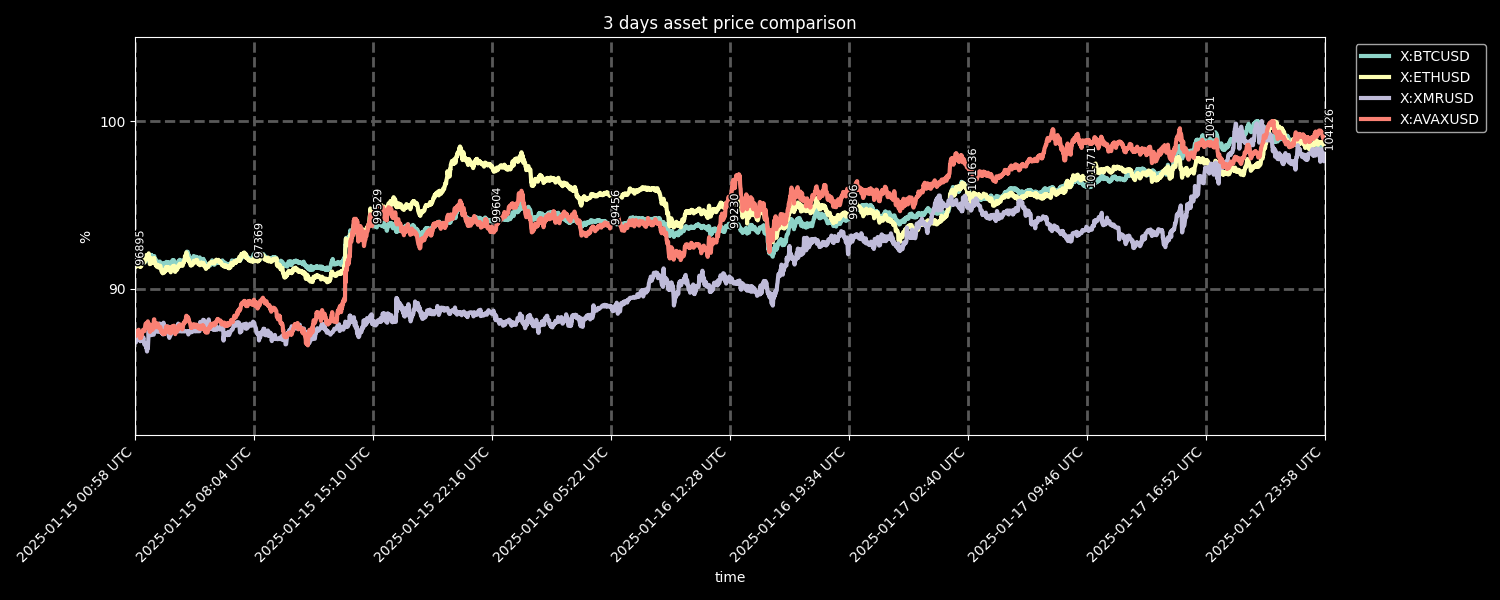 3 days asset price comparison
X:BTCUSD
X:ETHUSD
X:XMRUSD
X:AVAXUSD
100
90
%
96895
97369
99529
99604
99456
99230
99806
101636
101771
104951
104126
2025-01-15 00:58 UTC
2025-01-15 08:04 UTC
2025-01-15 15:10 UTC
2025-01-15 22:16 UTC
2025-01-16 05:22 UTC
2025-01-16 12:28 UTC
2025-01-16 19:34 UTC
2025-01-17 02:40 UTC
2025-01-17 09:46 UTC
2025-01-17 16:52 UTC
2025-01-17 23:58 UTC
time